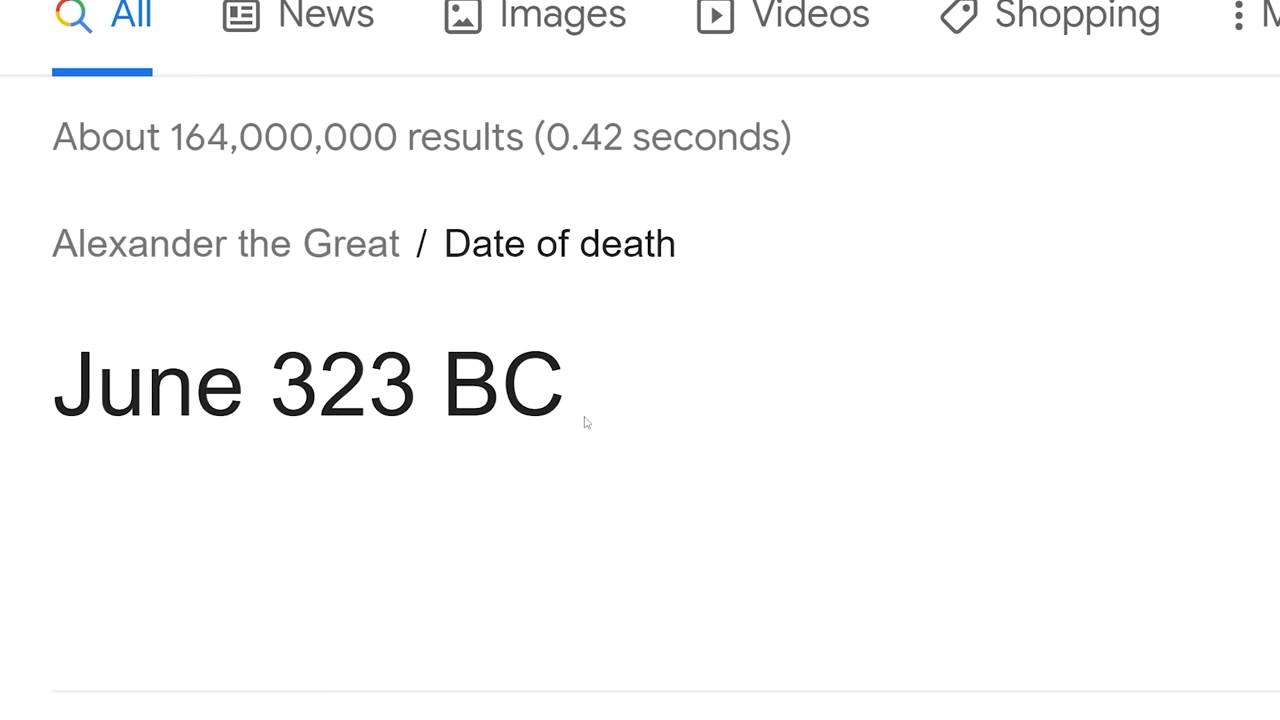 All News Images Videos Shopping
About 164,000,000 results (0.42 seconds)
Alexander the Great / Date of death
June 323 BC